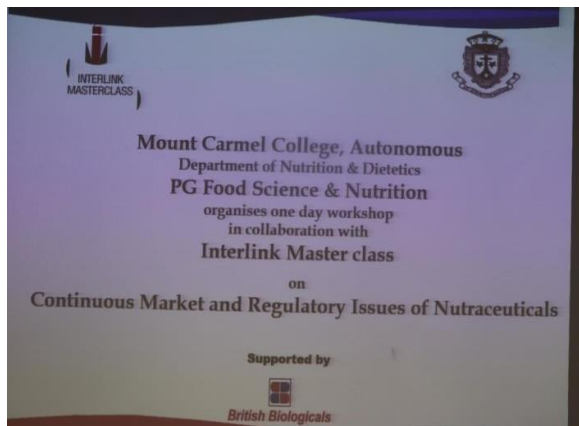 INTERLINK
MASTERCLASS
Mount Carmel College, Autonomous
Department of Nutrition & Dietetics
PG Food Science & Nutrition
organises one day workshop
in collaboration with
Interlink Master class
on
Continuous Market and Regulatory Issues of Nutraceuticals
Supported by
British Biologicals